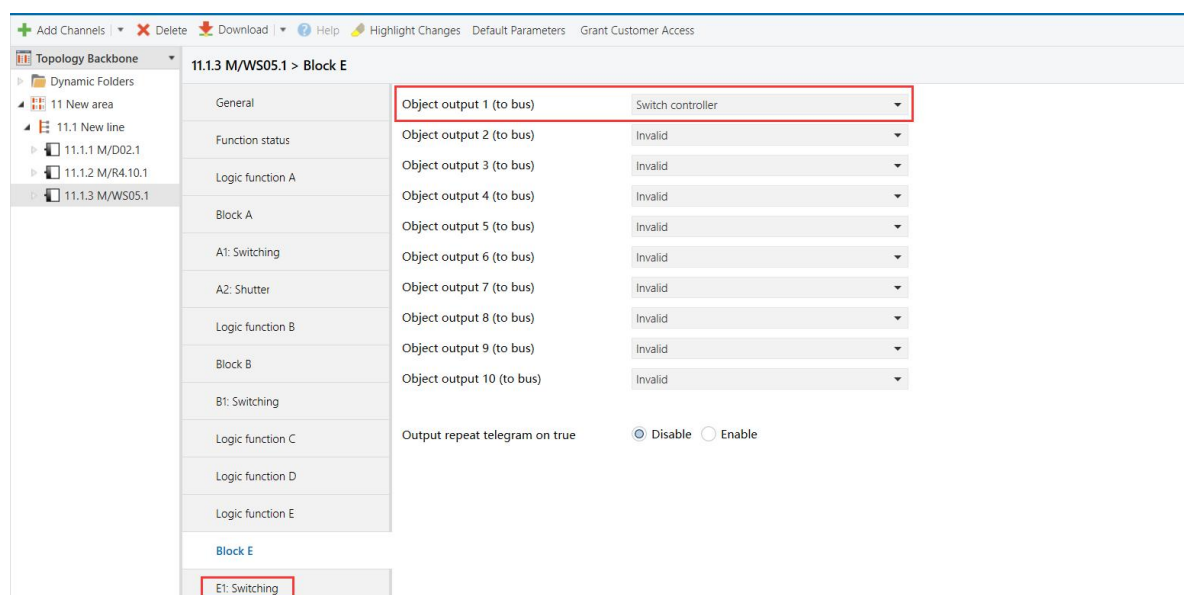 Add Channels Delete Download Help Highlight Changes Default Parameters Grant Customer Access
Topology Backbone
Dynamic Folders
11 New area
11.1 New line
11.1.1 M/D02.1
11.1.2 M/R4.10.1
11.1.3 M/WS05.1
11.1.3 M/WS05.1 > Block E
General
Function status
Logic function A
Block A
A1: Switching
A2: Shutter
Logic function B
Block B
B1: Switching
Logic function C
Logic function D
Logic function E
Block E
E1: Switching
Object output 1 (to bus) Switch controller
Object output 2 (to bus) Invalid
Object output 3 (to bus) Invalid
Object output 4 (to bus) Invalid
Object output 5 (to bus) Invalid
Object output 6 (to bus) Invalid
Object output 7 (to bus) Invalid
Object output 8 (to bus) Invalid
Object output 9 (to bus) Invalid
Object output 10 (to bus) Invalid
Output repeat telegram on true Disable Enable